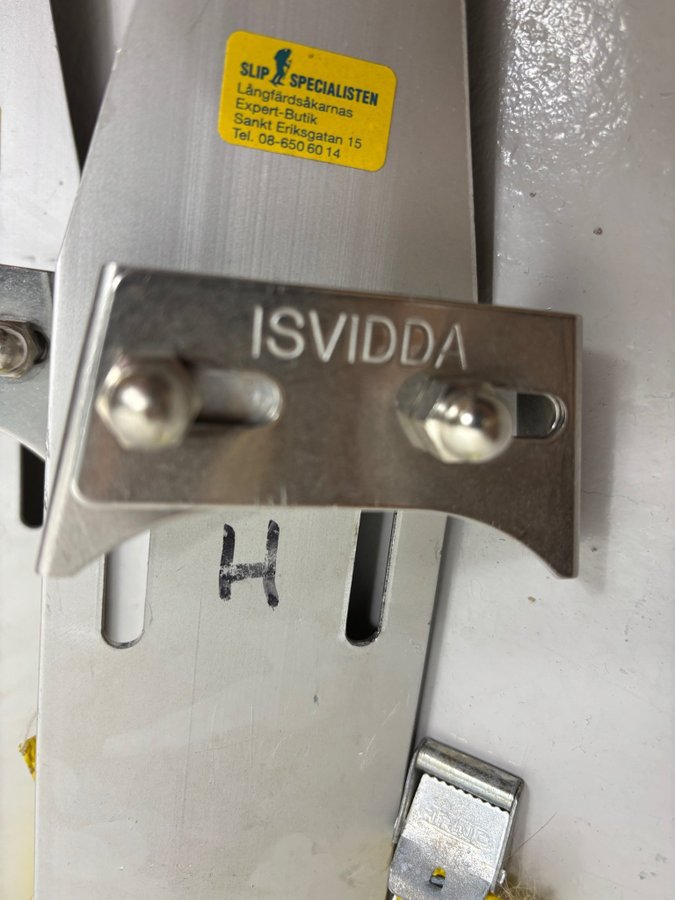 SLIP SPECIALISTEN
Långfärdsåkarnas
Expert-Butik
Sankt Eriksgatan 15
Tel. 08-650 60 14
ISVIDDA
H